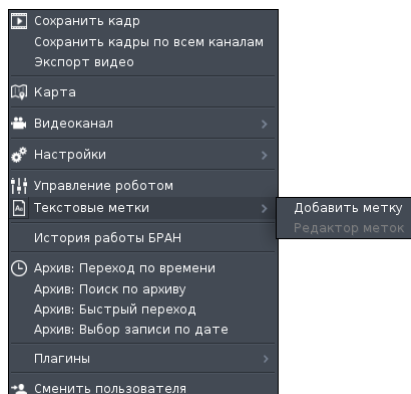 Сохранить кадр
Сохранить кадры по всем каналам
Экспорт видео
Карта
Видеоканал
Настройки
Управление роботом
Текстовые метки
Добавить метку
Редактор меток
История работы БРАН
Архив: Переход по времени
Архив: Поиск по архиву
Архив: Быстрый переход
Архив: Выбор записи по дате
Плагины
Сменить пользователя